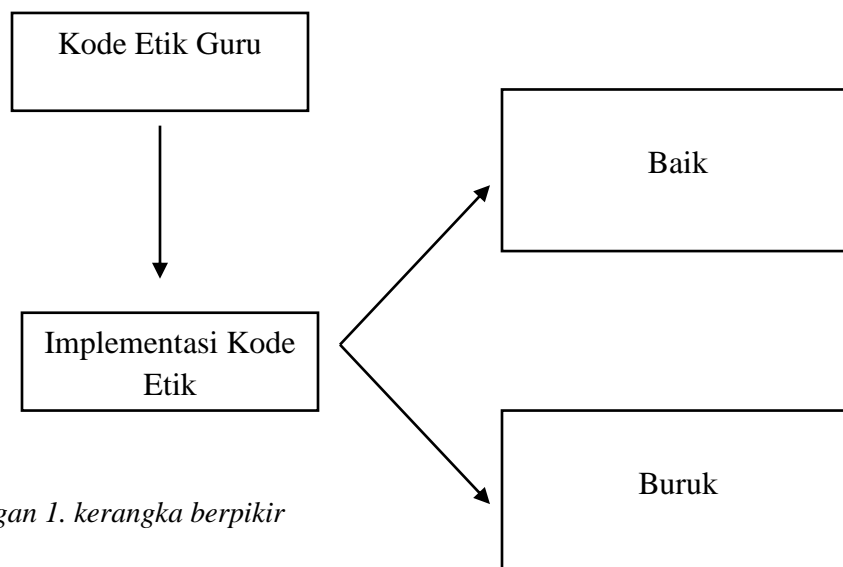 Kode Etik Guru
Baik
Implementasi Kode
Etik
Buruk
gan 1. kerangka berpikir